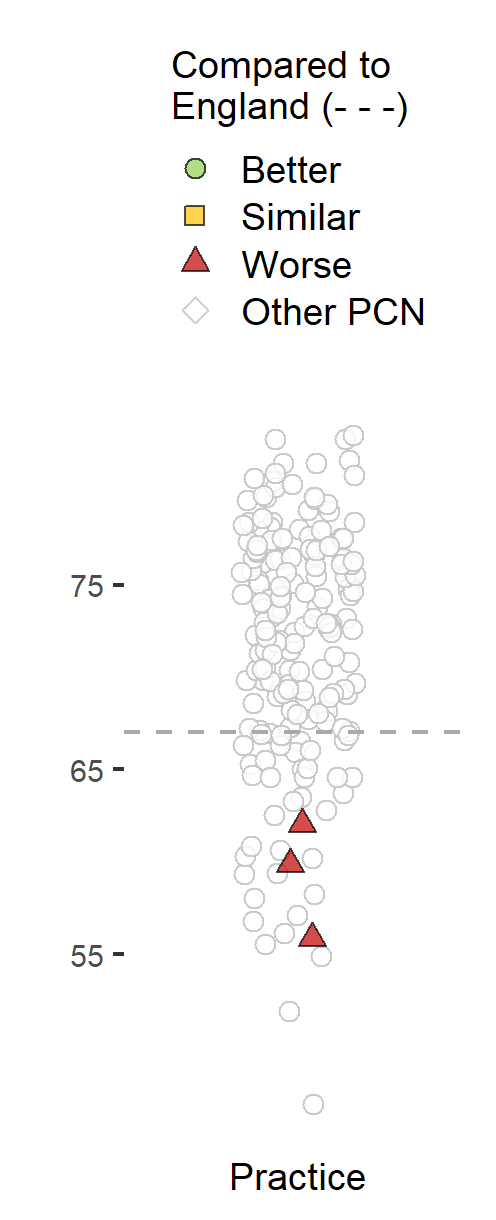 Compared to
England (- - -)
Better
Similar
Worse
Other PCN
75
65
55
Practice